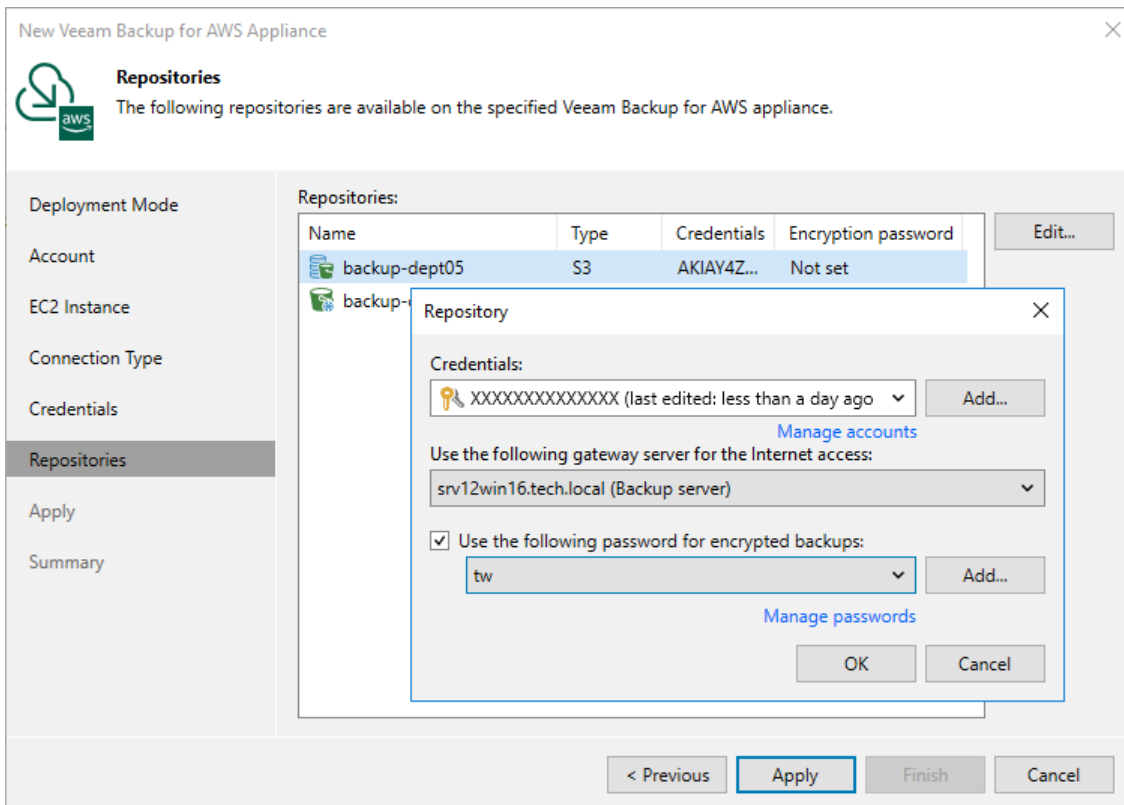 New Veeam Backup for AWS Appliance
Repositories
The following repositories are available on the specified Veeam Backup for AWS appliance.
aws
Deployment Mode
Account
EC2 Instance
Connection Type
Credentials
Repositories
Apply
Summary
Repositories:
Name Type Credentials Encryption password
backup-dept05 S3 AKIAY4Z... Not set
Edit...
Repository
Credentials:
XXXXXXXXXXXXXX (last edited: less than a day ago
Add...
Manage accounts
Use the following gateway server for the Internet access:
srv12win16.tech.local (Backup server)
Use the following password for encrypted backups:
tw
Add...
Manage passwords
OK Cancel
< Previous Apply Finish Cancel